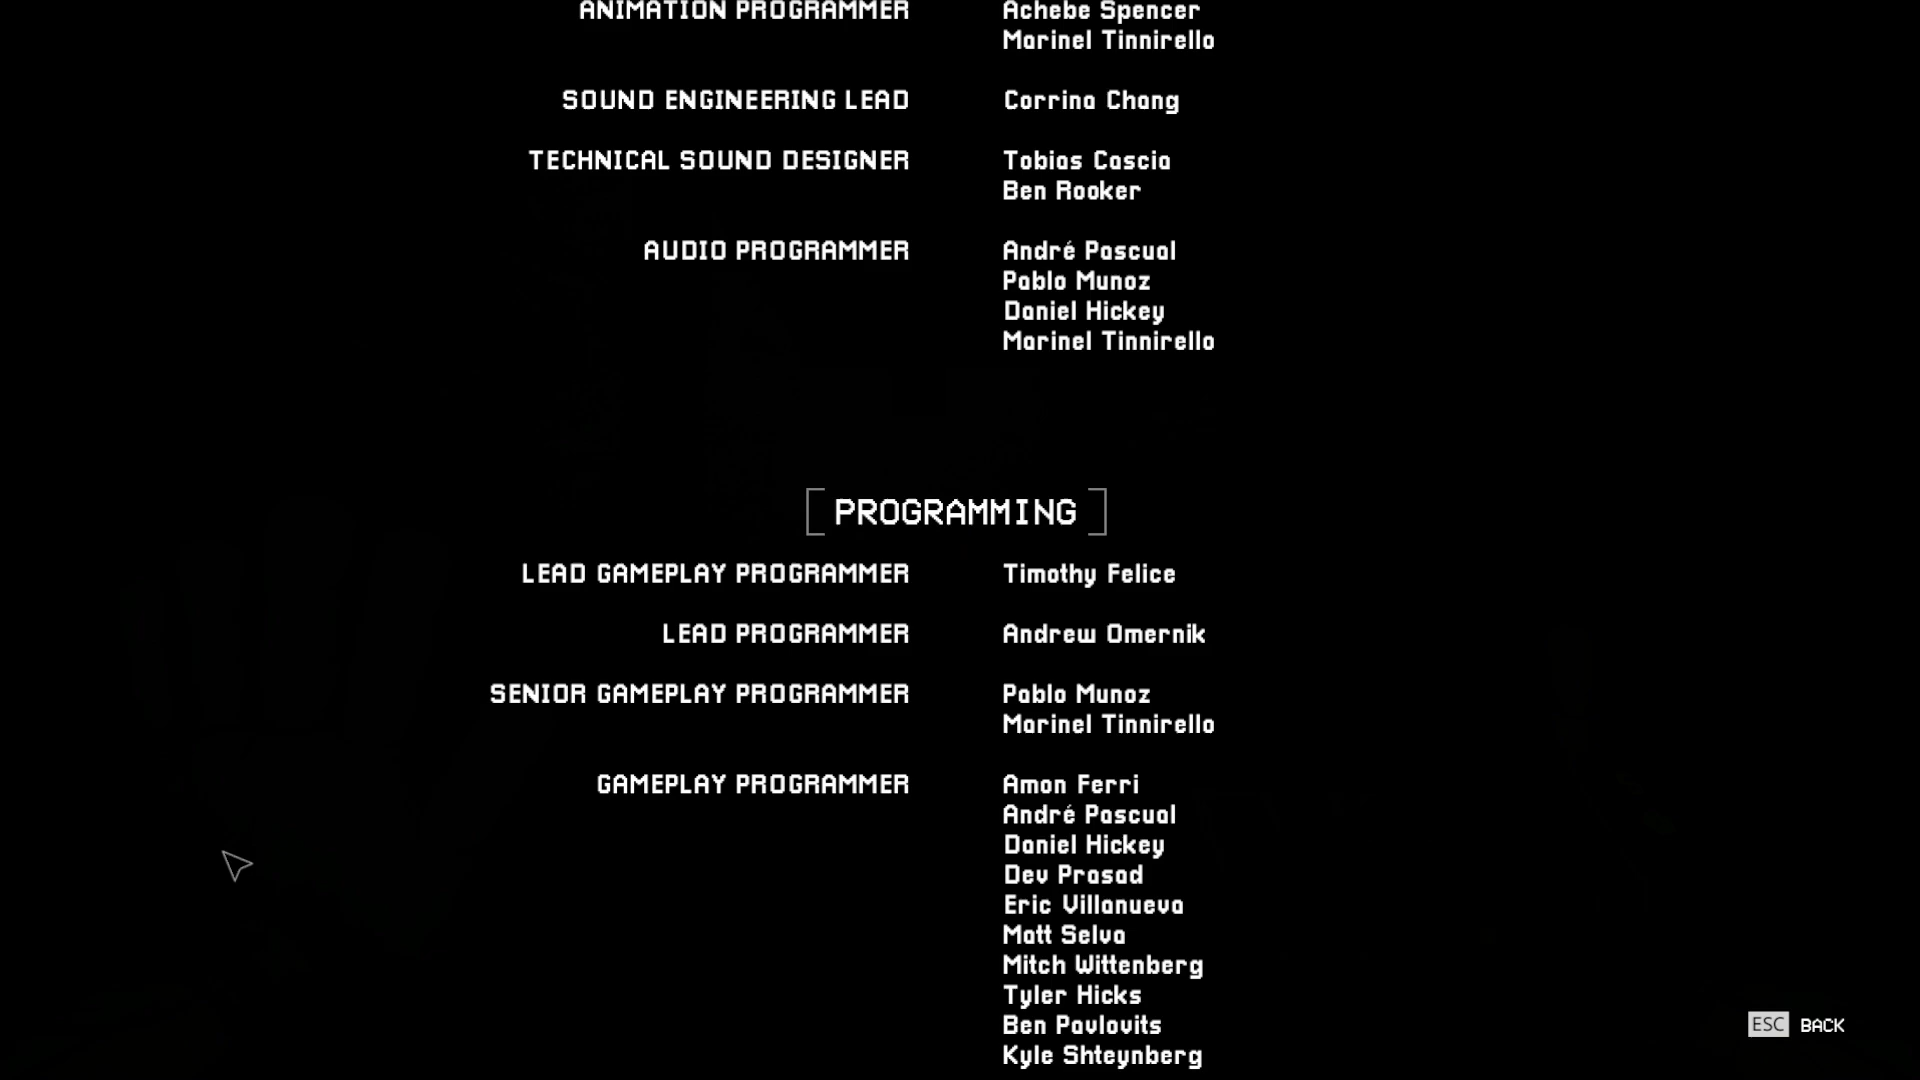 ANIMATION PROGRAMMER Achebe Spencer
Marinel Tinnirello
SOUND ENGINEERING LEAD Corrina Chang
TECHNICAL SOUND DESIGNER Tobias Cascia
Ben Rooker
AUDIO PROGRAMMER André Pascual
Pablo Munoz
Daniel Hickey
Marinel Tinnirello
PROGRAMMING
LEAD GAMEPLAY PROGRAMMER Timothy Felice
LEAD PROGRAMMER Andrew Omernik
SENIOR GAMEPLAY PROGRAMMER Pablo Munoz
Marinel Tinnirello
GAMEPLAY PROGRAMMER Amon Ferri
André Pascual
Daniel Hickey
Dev Prasad
Eric Villanueva
Matt Selva
Mitch Wittenberg
Tyler Hicks
Ben Pavlovits
Kyle Shteynberg
ESC BACK